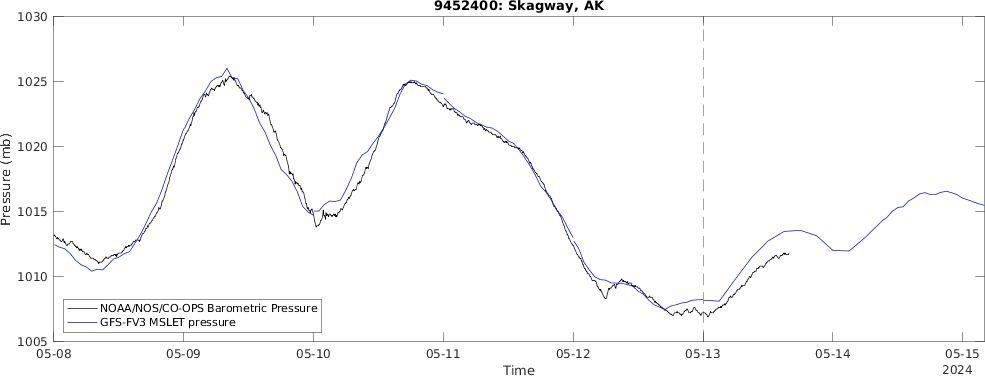 9452400: Skagway, AK
Pressure (mb)
1030
1025
1020
1015
1010
1005
NOAA/NOS/CO-OPS Barometric Pressure
GFS-FV3 MSLET pressure
05-08 05-09 05-10 05-11 05-12 05-13 05-14 05-15
Time
2024